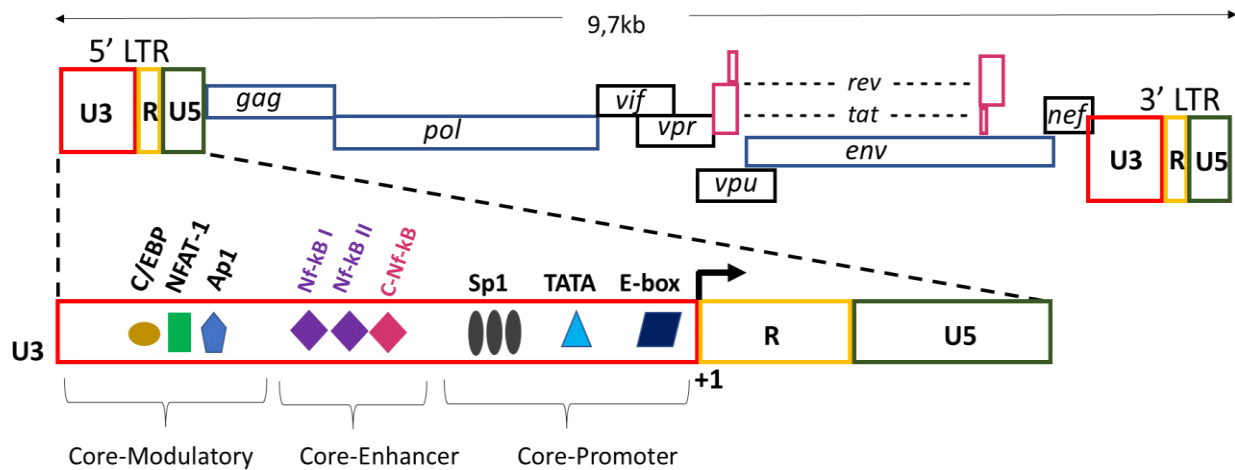 9,7kb
5’ LTR
U3 R U5 gag pol vif vpr rev tat env vpu nef
3’ LTR
U3 R U5
C/EBP NFAT-1 Ap1 Nf-kB I Nf-kB II C-Nf-kB Sp1 TATA E-box
U3 R U5
+1
Core-Modulatory Core-Enhancer Core-Promoter